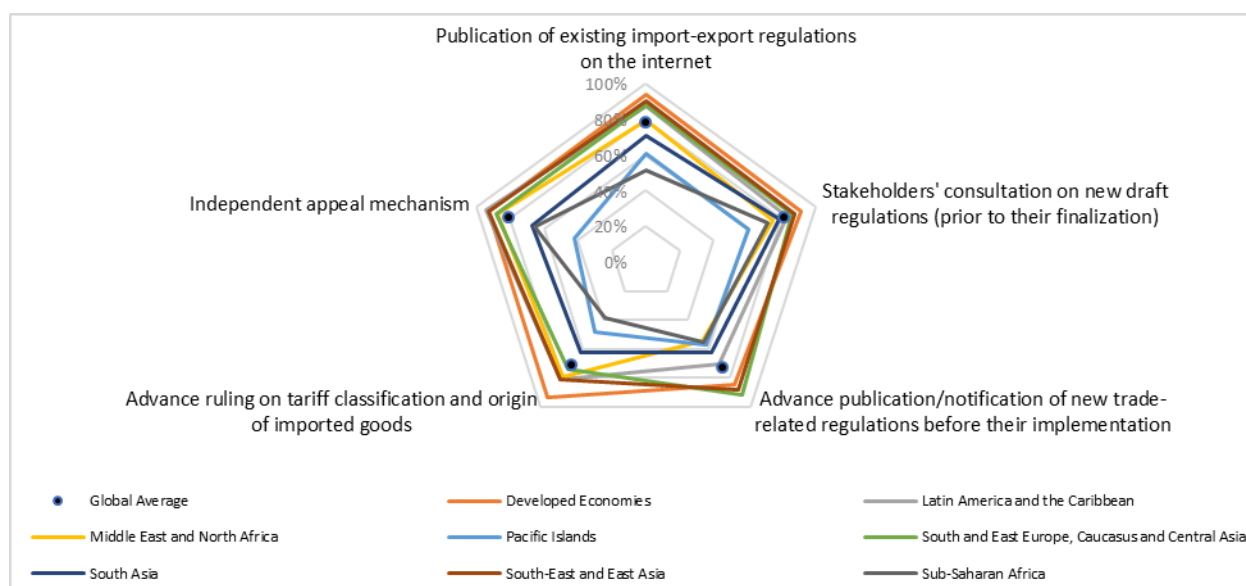 Publication of existing import-export regulations
on the internet
100%
80%
60%
40%
20%
0%
Stakeholders' consultation on new draft
regulations (prior to their finalization)
Independent appeal mechanism
Advance ruling on tariff classification and origin
of imported goods
Advance publication/notification of new trade-
related regulations before their implementation
Global Average
Developed Economies
Latin America and the Caribbean
Middle East and North Africa
Pacific Islands
South and East Europe, Caucasus and Central Asia
South Asia
South-East and East Asia
Sub-Saharan Africa